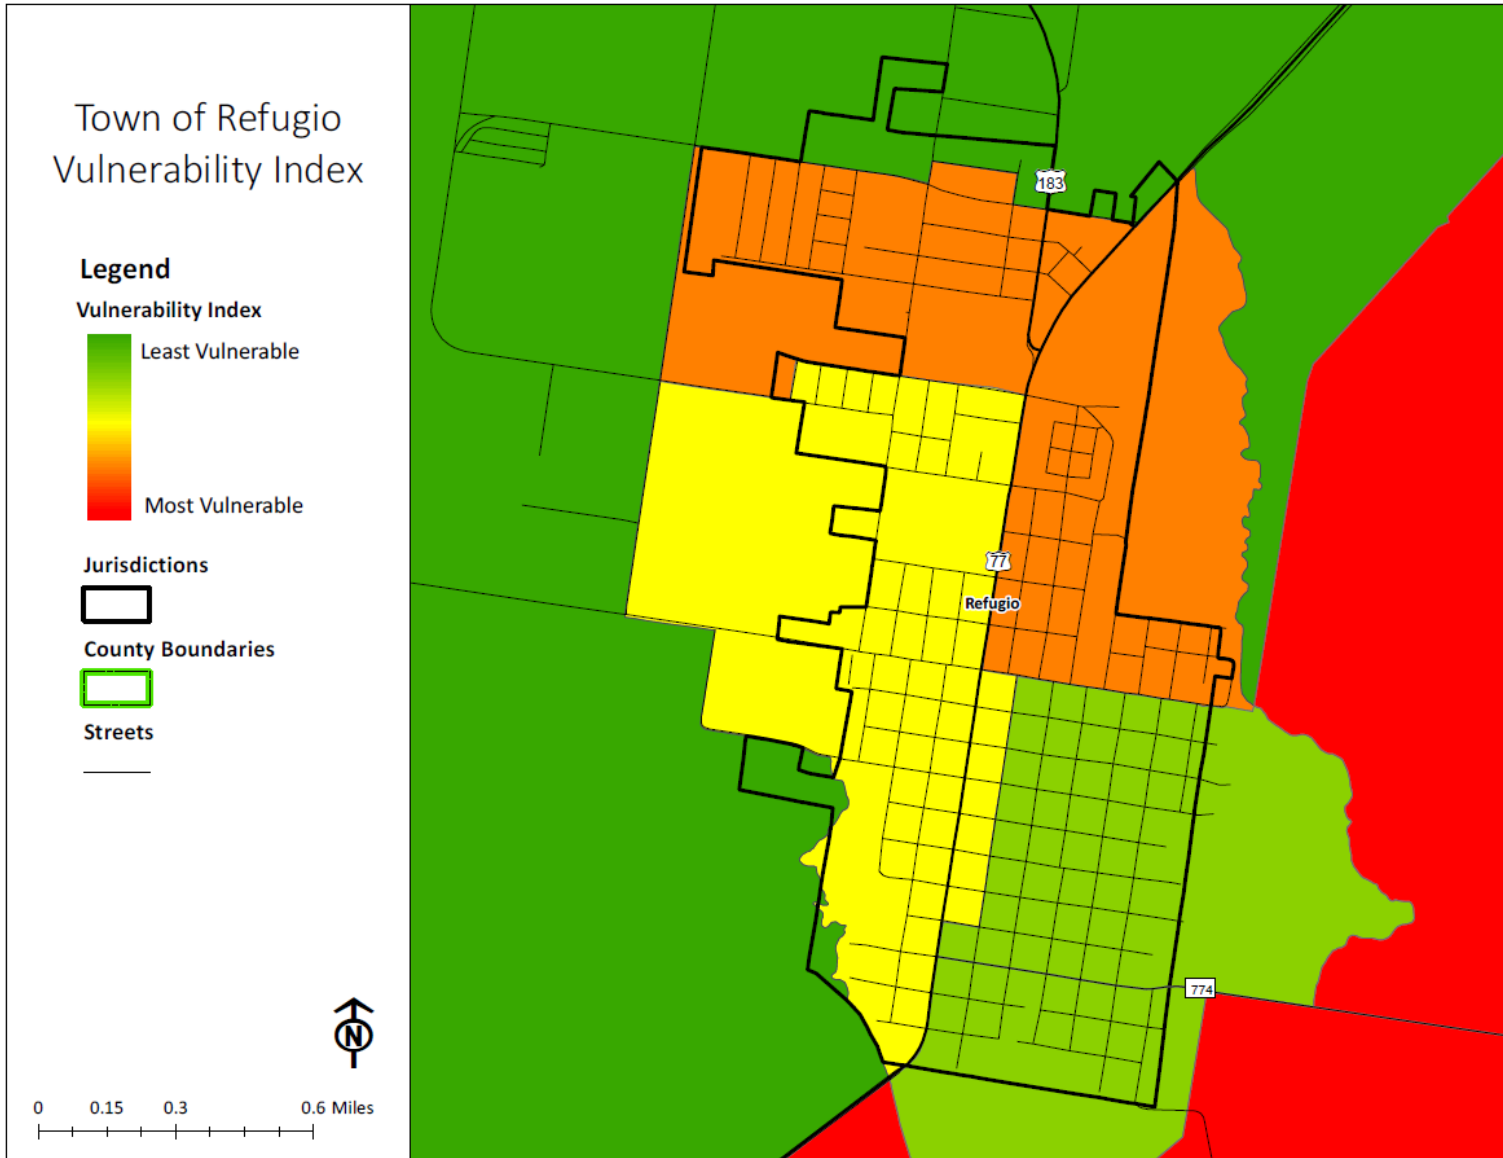 Town of Refugio
Vulnerability Index
Legend
Vulnerability Index
Least Vulnerable
Most Vulnerable
Jurisdictions
County Boundaries
Streets
N
0 0.15 0.3 0.6 Miles
183
77
Refugio
774